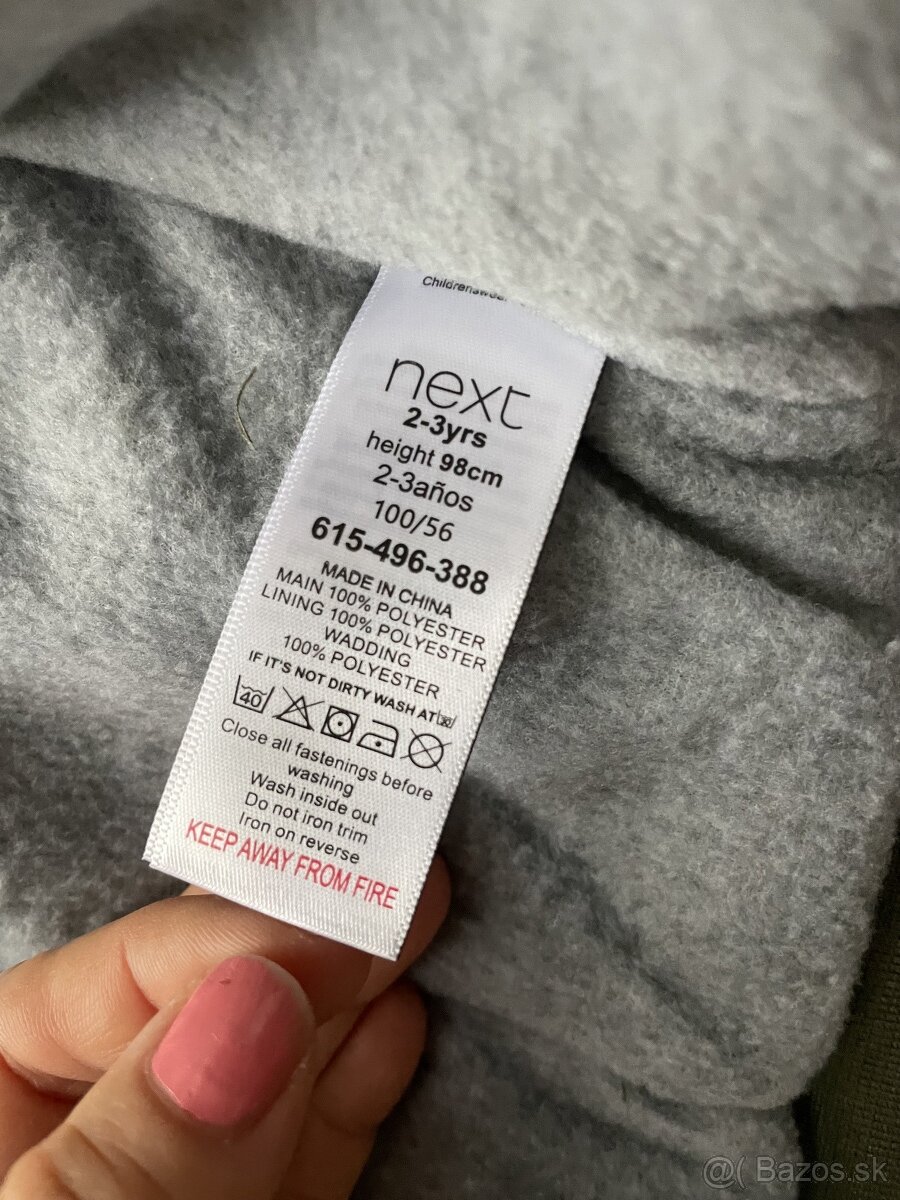 Childrenswear
next
2-3yrs
height 98cm
2-3años
100/56
615-496-388
MADE IN CHINA
MAIN 100% POLYESTER
LINING 100% POLYESTER
WADDING
100% POLYESTER
IF IT'S NOT DIRTY WASH AT 30
40
Close all fastenings before
washing
Wash inside out
Do not iron trim
Iron on reverse
KEEP AWAY FROM FIRE
@( Bazos.sk